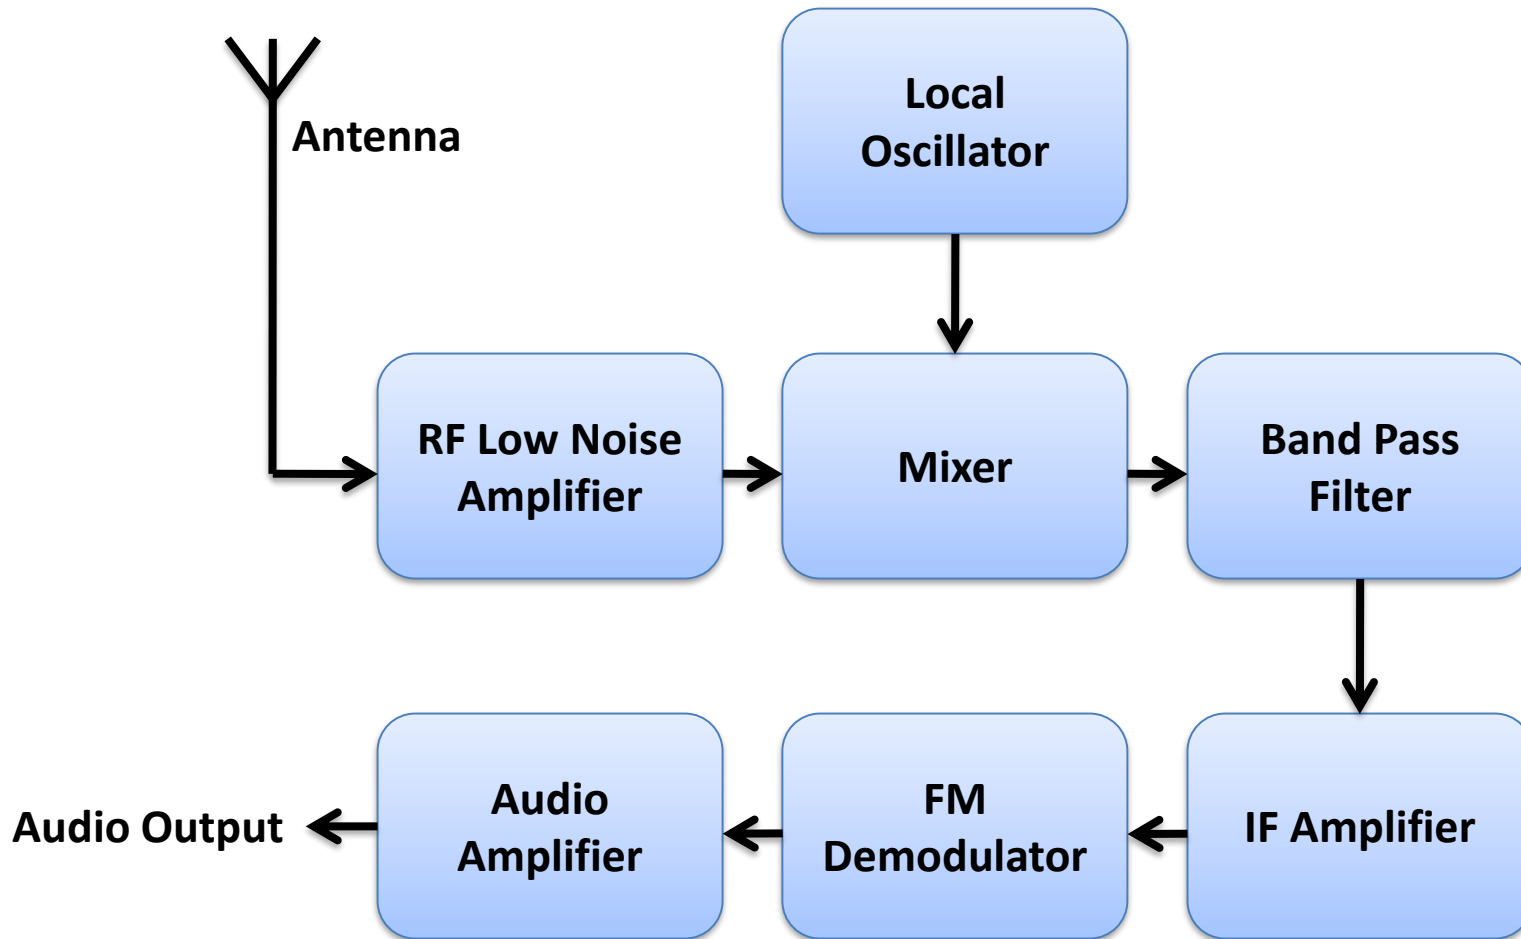 Antenna
Local
Oscillator
RF Low Noise
Amplifier
Mixer
Band Pass
Filter
Audio Output
Audio
Amplifier
FM
Demodulator
IF Amplifier